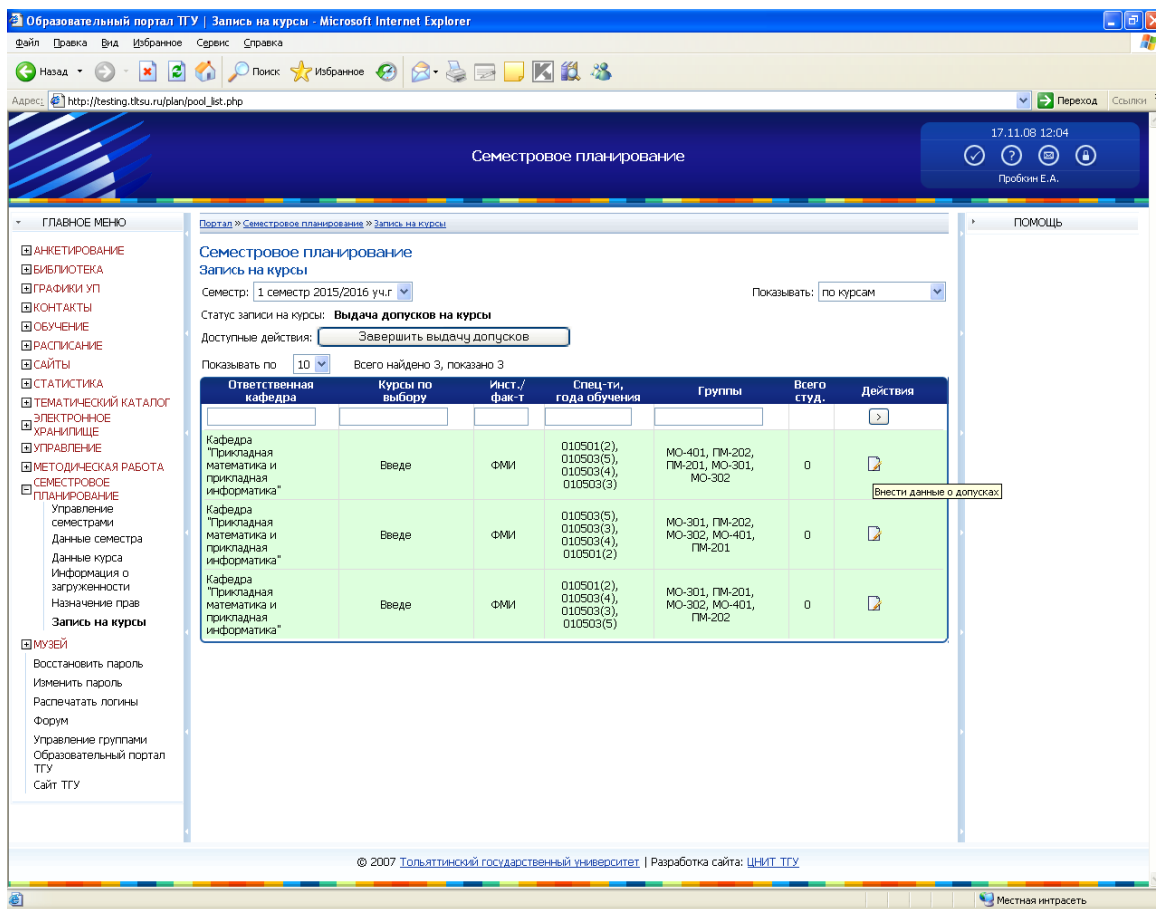 Образовательный портал ТГУ | Запись на курсы - Microsoft Internet Explorer
Файл Правка Вид Избранное Сервис Справка
Назад Поиск Избранное
Адрес: http://testing.tltsu.ru/plan/pool_list.php Переход Ссылки
Семестровое планирование
17.11.08 12:04
Пробкин Е.А.
ГЛАВНОЕ МЕНЮ
АНКЕТИРОВАНИЕ
БИБЛИОТЕКА
ГРАФИКИ УП
КОНТАКТЫ
ОБУЧЕНИЕ
РАСПИСАНИЕ
САЙТЫ
СТАТИСТИКА
ТЕМАТИЧЕСКИЙ КАТАЛОГ
ЭЛЕКТРОННОЕ
ХРАНИЛИЩЕ
УПРАВЛЕНИЕ
МЕТОДИЧЕСКАЯ РАБОТА
СЕМЕСТРОВОЕ
ПЛАНИРОВАНИЕ
Управление
семестрами
Данные семестра
Данные курса
Информация о
загруженности
Назначение прав
Запись на курсы
МУЗЕЙ
Восстановить пароль
Изменить пароль
Распечатать логины
Форум
Управление группами
Образовательный портал
ТГУ
Сайт ТГУ
Портал » Семестровое планирование » Запись на курсы
Семестровое планирование
Запись на курсы
Семестр: 1 семестр 2015/2016 уч.г Показывать: по курсам
Статус записи на курсы: Выдача допусков на курсы
Доступные действия: Завершить выдачу допусков
Показывать по 10 Всего найдено 3, показано 3
Ответственная
кафедра
Курсы по
выбору
Инст./
фак-т
Спец-ти,
года обучения
Группы
Всего
студ.
Действия
>
Кафедра
"Прикладная
математика и
прикладная
информатика"
Введе
ФМИ
010501(2),
010503(5),
010503(4),
010503(3)
МО-401, ПМ-202,
ПМ-201, МО-301,
МО-302
0
Внести данные о допусках
Кафедра
"Прикладная
математика и
прикладная
информатика"
Введе
ФМИ
010503(5),
010503(3),
010503(4),
010501(2)
МО-301, ПМ-202,
МО-302, МО-401,
ПМ-201
0
Кафедра
"Прикладная
математика и
прикладная
информатика"
Введе
ФМИ
010501(2),
010503(4),
010503(3),
010503(5)
МО-301, ПМ-201,
МО-302, МО-401,
ПМ-202
0
ПОМОЩЬ
© 2007 Тольяттинский государственный университет | Разработка сайта: ЦНИТ ТГУ
Местная интрасеть